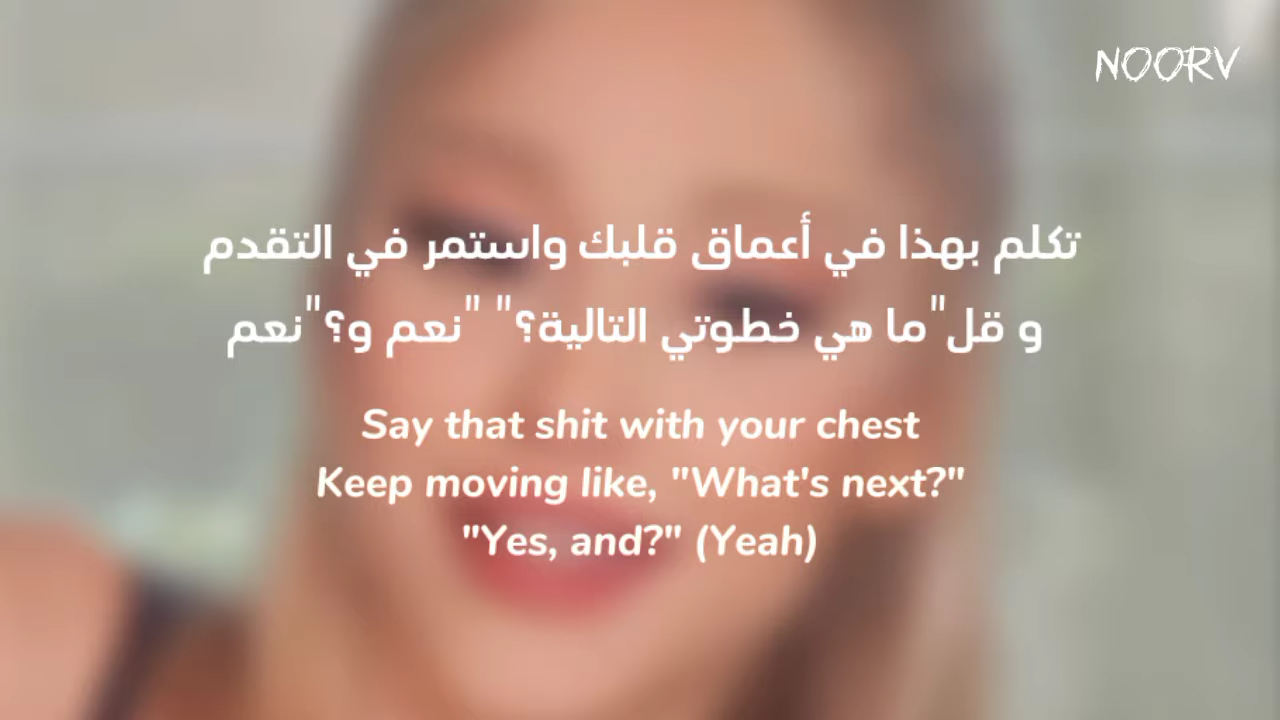 NOORV
تكلم بهذا في أعماق قلبك واستمر في التقدم
و قل"ما هي خطوتي التالية؟" "نعم و؟"نعم
Say that shit with your chest
Keep moving like, "What's next?"
"Yes, and?" (Yeah)